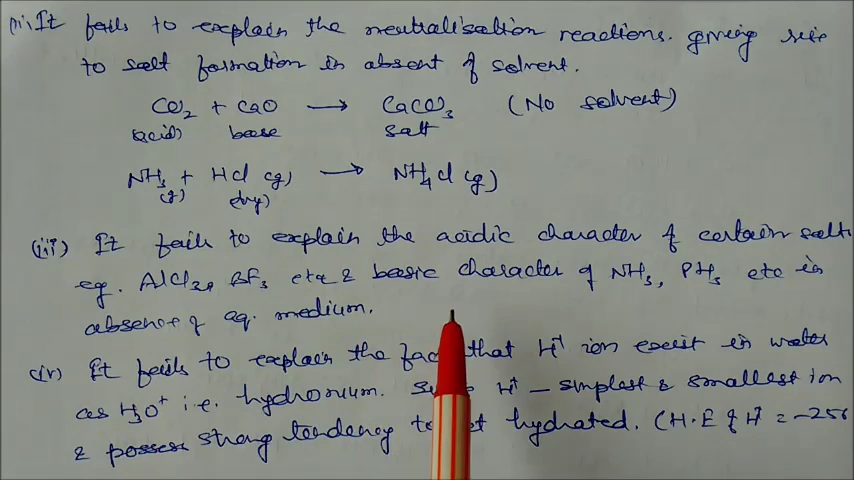 (ii) It fails to explain the neutralisation reactions. giving rise
to salt formation in absent of solvent.
CO2 + CaO → CaCO3 (No solvent)
(acid) base salt
NH3 + HCl (g) → NH4Cl (g)
(g) (dry)
(iii) It fails to explain the acidic character of certain salts
eg. AlCl3, BF3 etc & basic character of NH3, PH3 etc in
absence of aq. medium.
(iv) It fails to explain the fact that H+ ion exist in water
as H3O+ i.e. hydronium. H+ – simplest & smallest ion
& possess strong tendency to hydrated. (H.E of H+ = -256